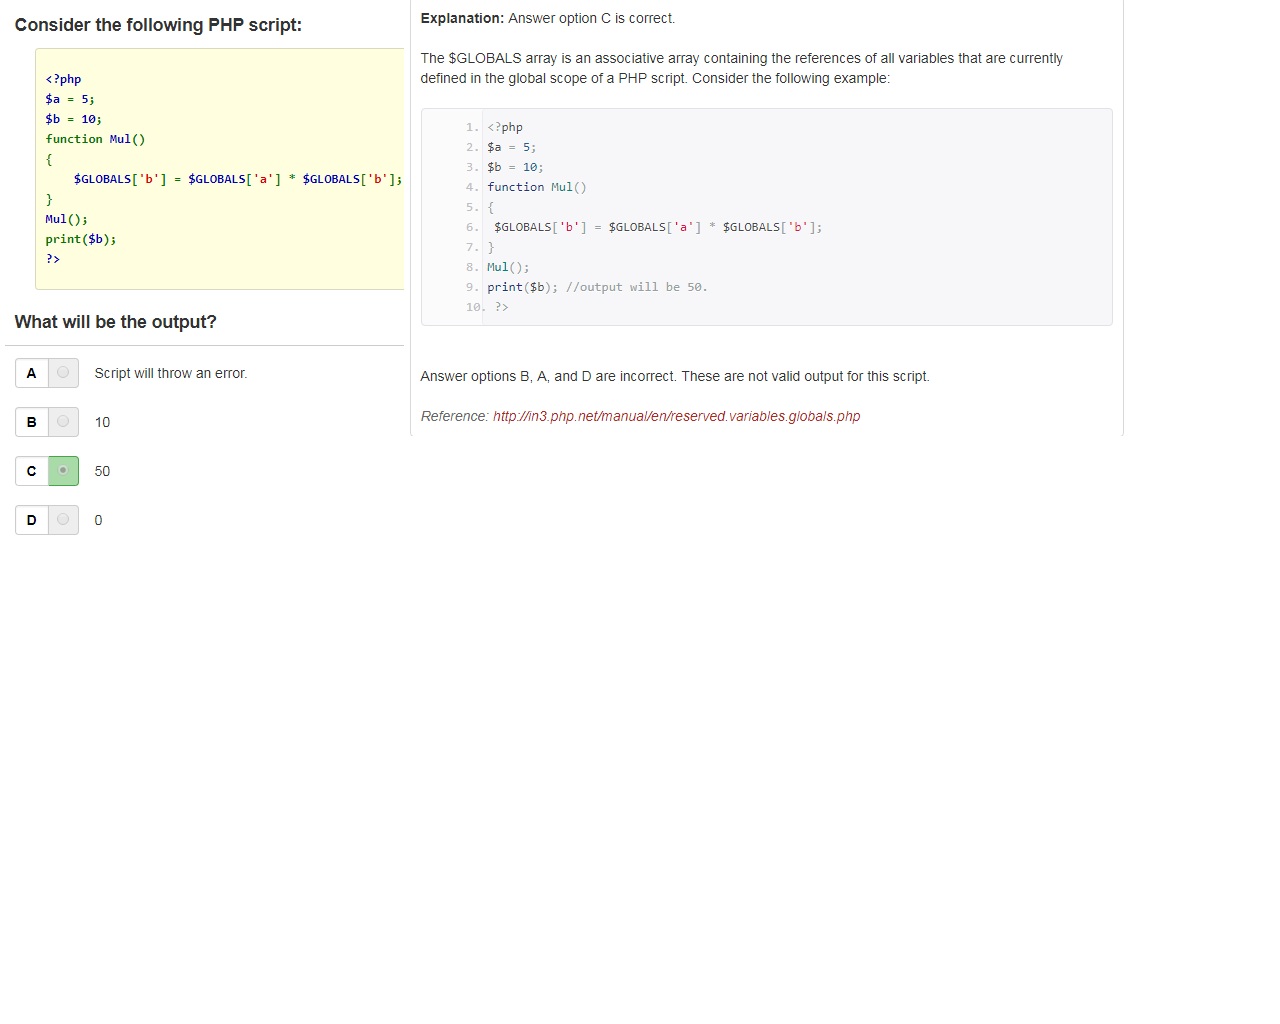 Consider the following PHP script:
<?php
$a = 5;
$b = 10;
function Mul()
{
    $GLOBALS['b'] = $GLOBALS['a'] * $GLOBALS['b'];
}
Mul();
print($b);
?>
What will be the output?
A Script will throw an error.
B 10
C 50
D 0
Explanation: Answer option C is correct.
The $GLOBALS array is an associative array containing the references of all variables that are currently
defined in the global scope of a PHP script. Consider the following example:
1. <?php
2. $a = 5;
3. $b = 10;
4. function Mul()
5. {
6.  $GLOBALS['b'] = $GLOBALS['a'] * $GLOBALS['b'];
7. }
8. Mul();
9. print($b); //output will be 50.
10. ?>
Answer options B, A, and D are incorrect. These are not valid output for this script.
Reference: http://in3.php.net/manual/en/reserved.variables.globals.php